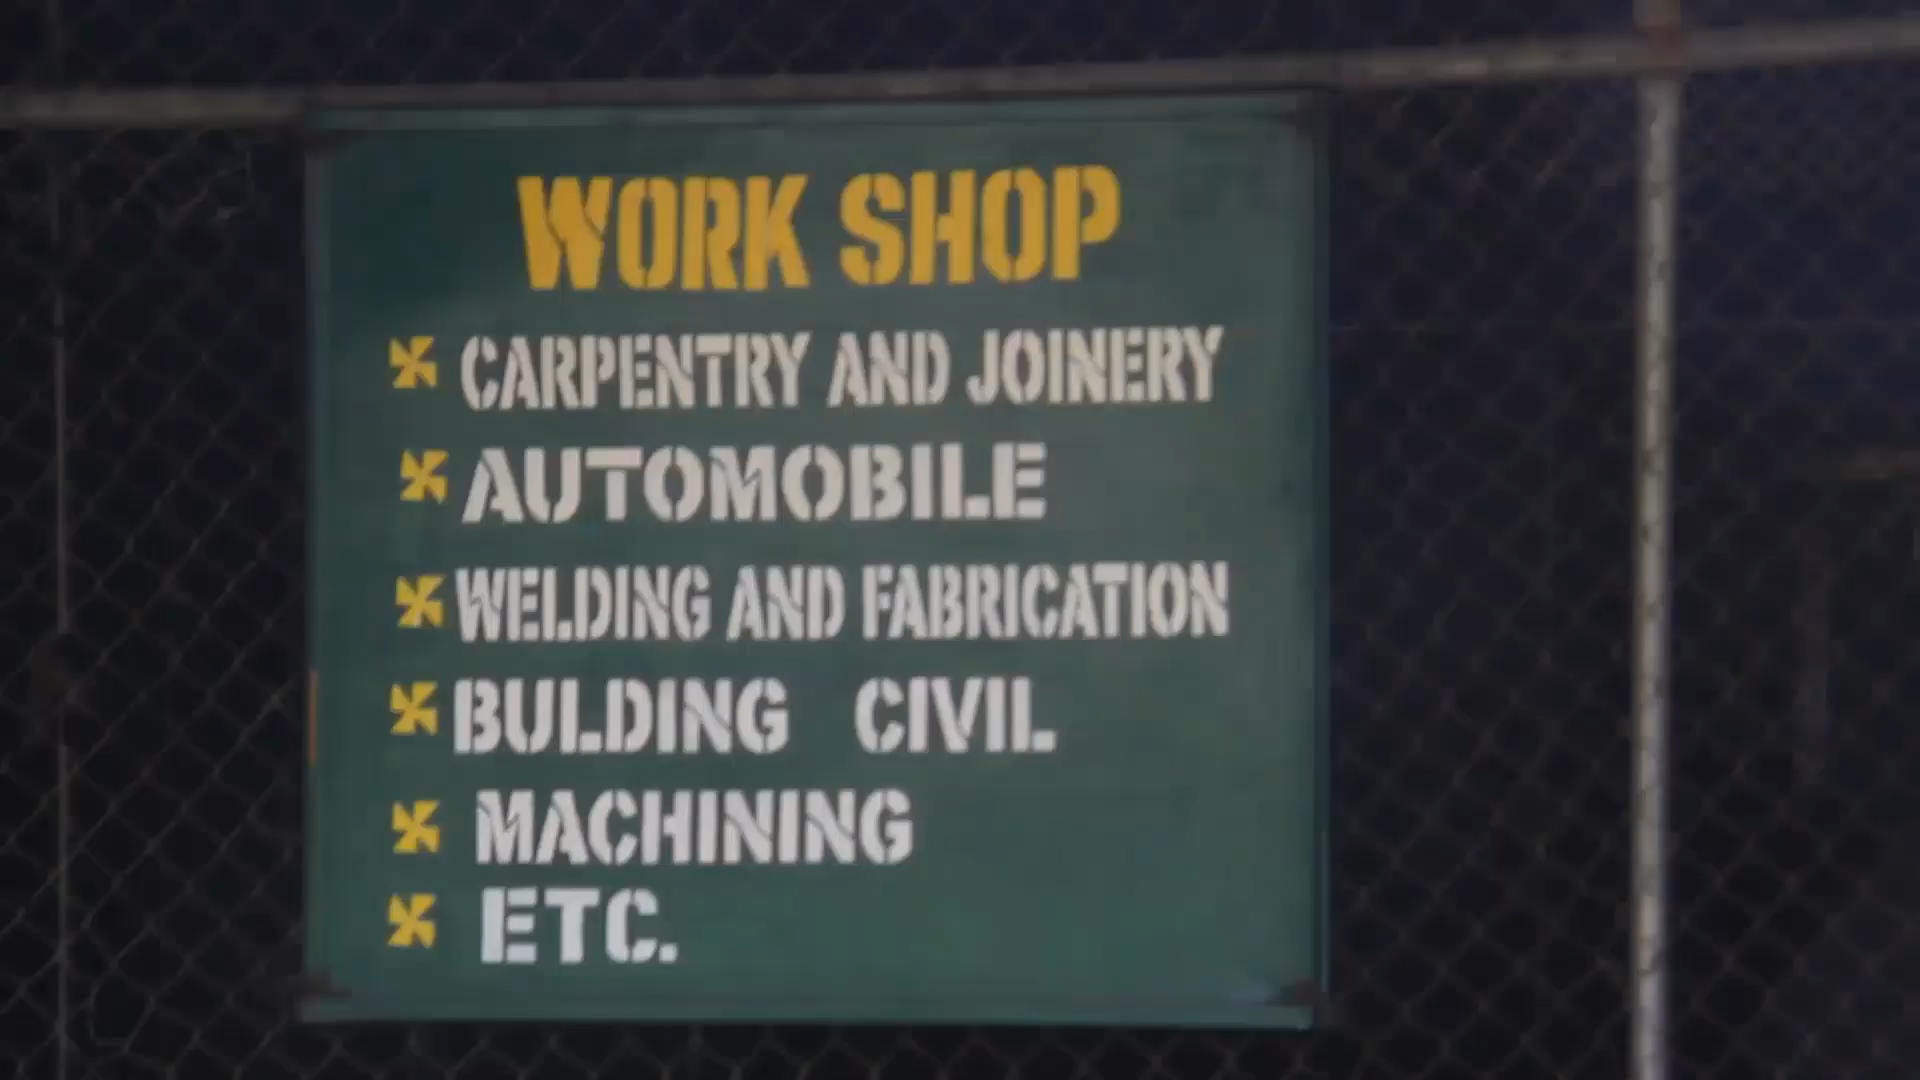 WORK SHOP
CARPENTRY AND JOINERY
AUTOMOBILE
WELDING AND FABRICATION
BULDING CIVIL
MACHINING
ETC.